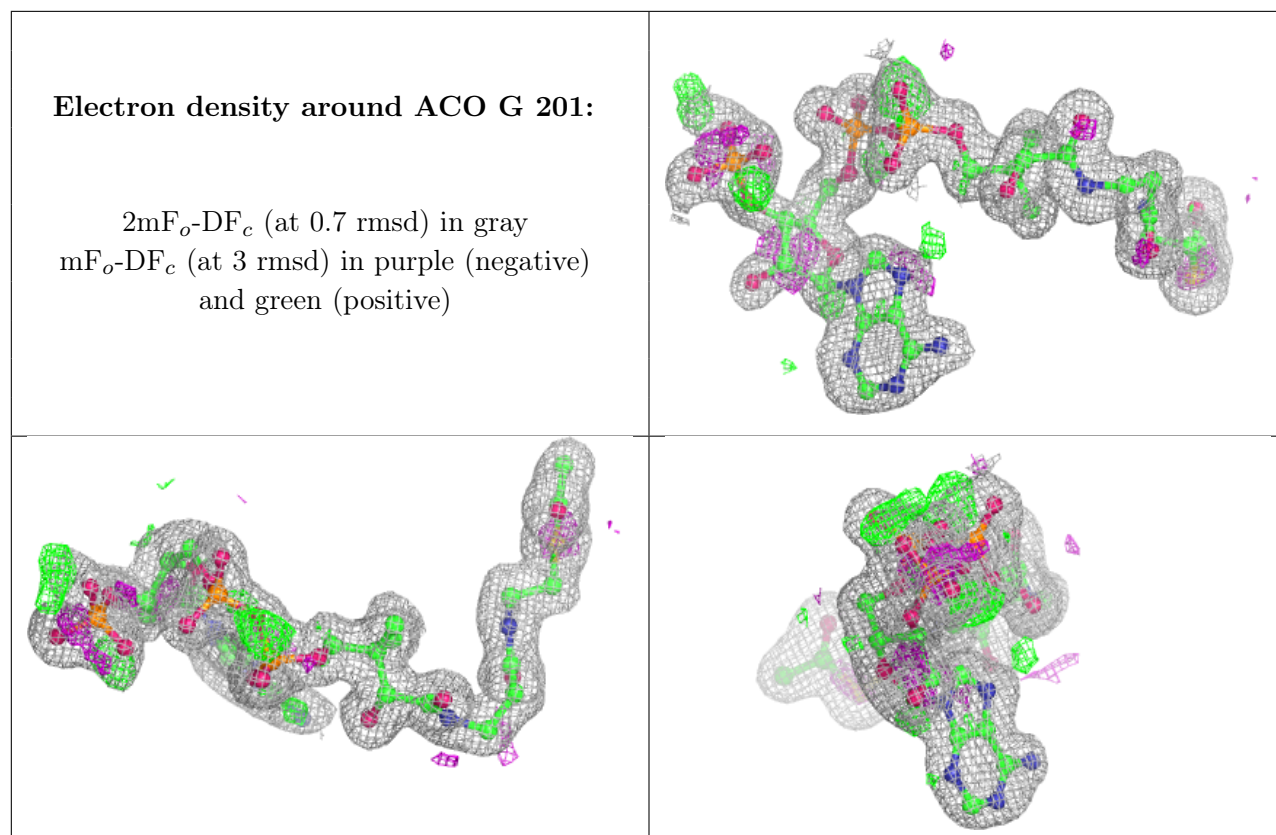 Electron density around ACO G 201:
2mFo-DFc (at 0.7 rmsd) in gray
mFo-DFc (at 3 rmsd) in purple (negative)
and green (positive)